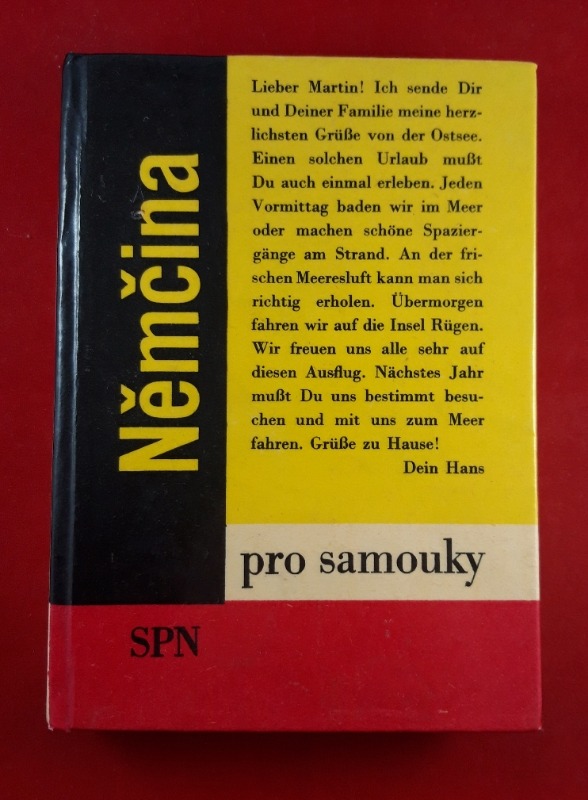 Němčina
Lieber Martin! Ich sende Dir
und Deiner Familie meine herz-
lichsten Grüße von der Ostsee.
Einen solchen Urlaub mußt
Du auch einmal erleben. Jeden
Vormittag baden wir im Meer
oder machen schöne Spazier-
gänge am Strand. An der fri-
schen Meeresluft kann man sich
richtig erholen. Übermorgen
fahren wir auf die Insel Rügen.
Wir freuen uns alle sehr auf
diesen Ausflug. Nächstes Jahr
mußt Du uns bestimmt besu-
chen und mit uns zum Meer
fahren. Grüße zu Hause!
Dein Hans
pro samouky
SPN